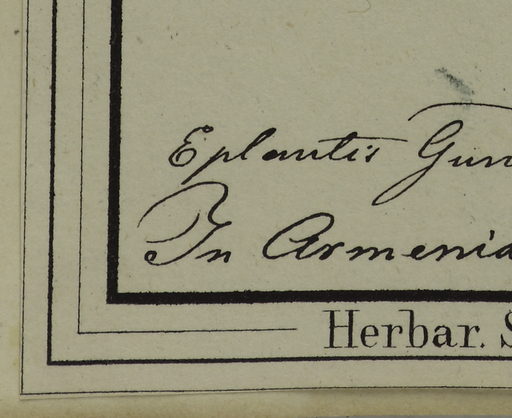 E plantis Gun
In Armenia
Herbar. S